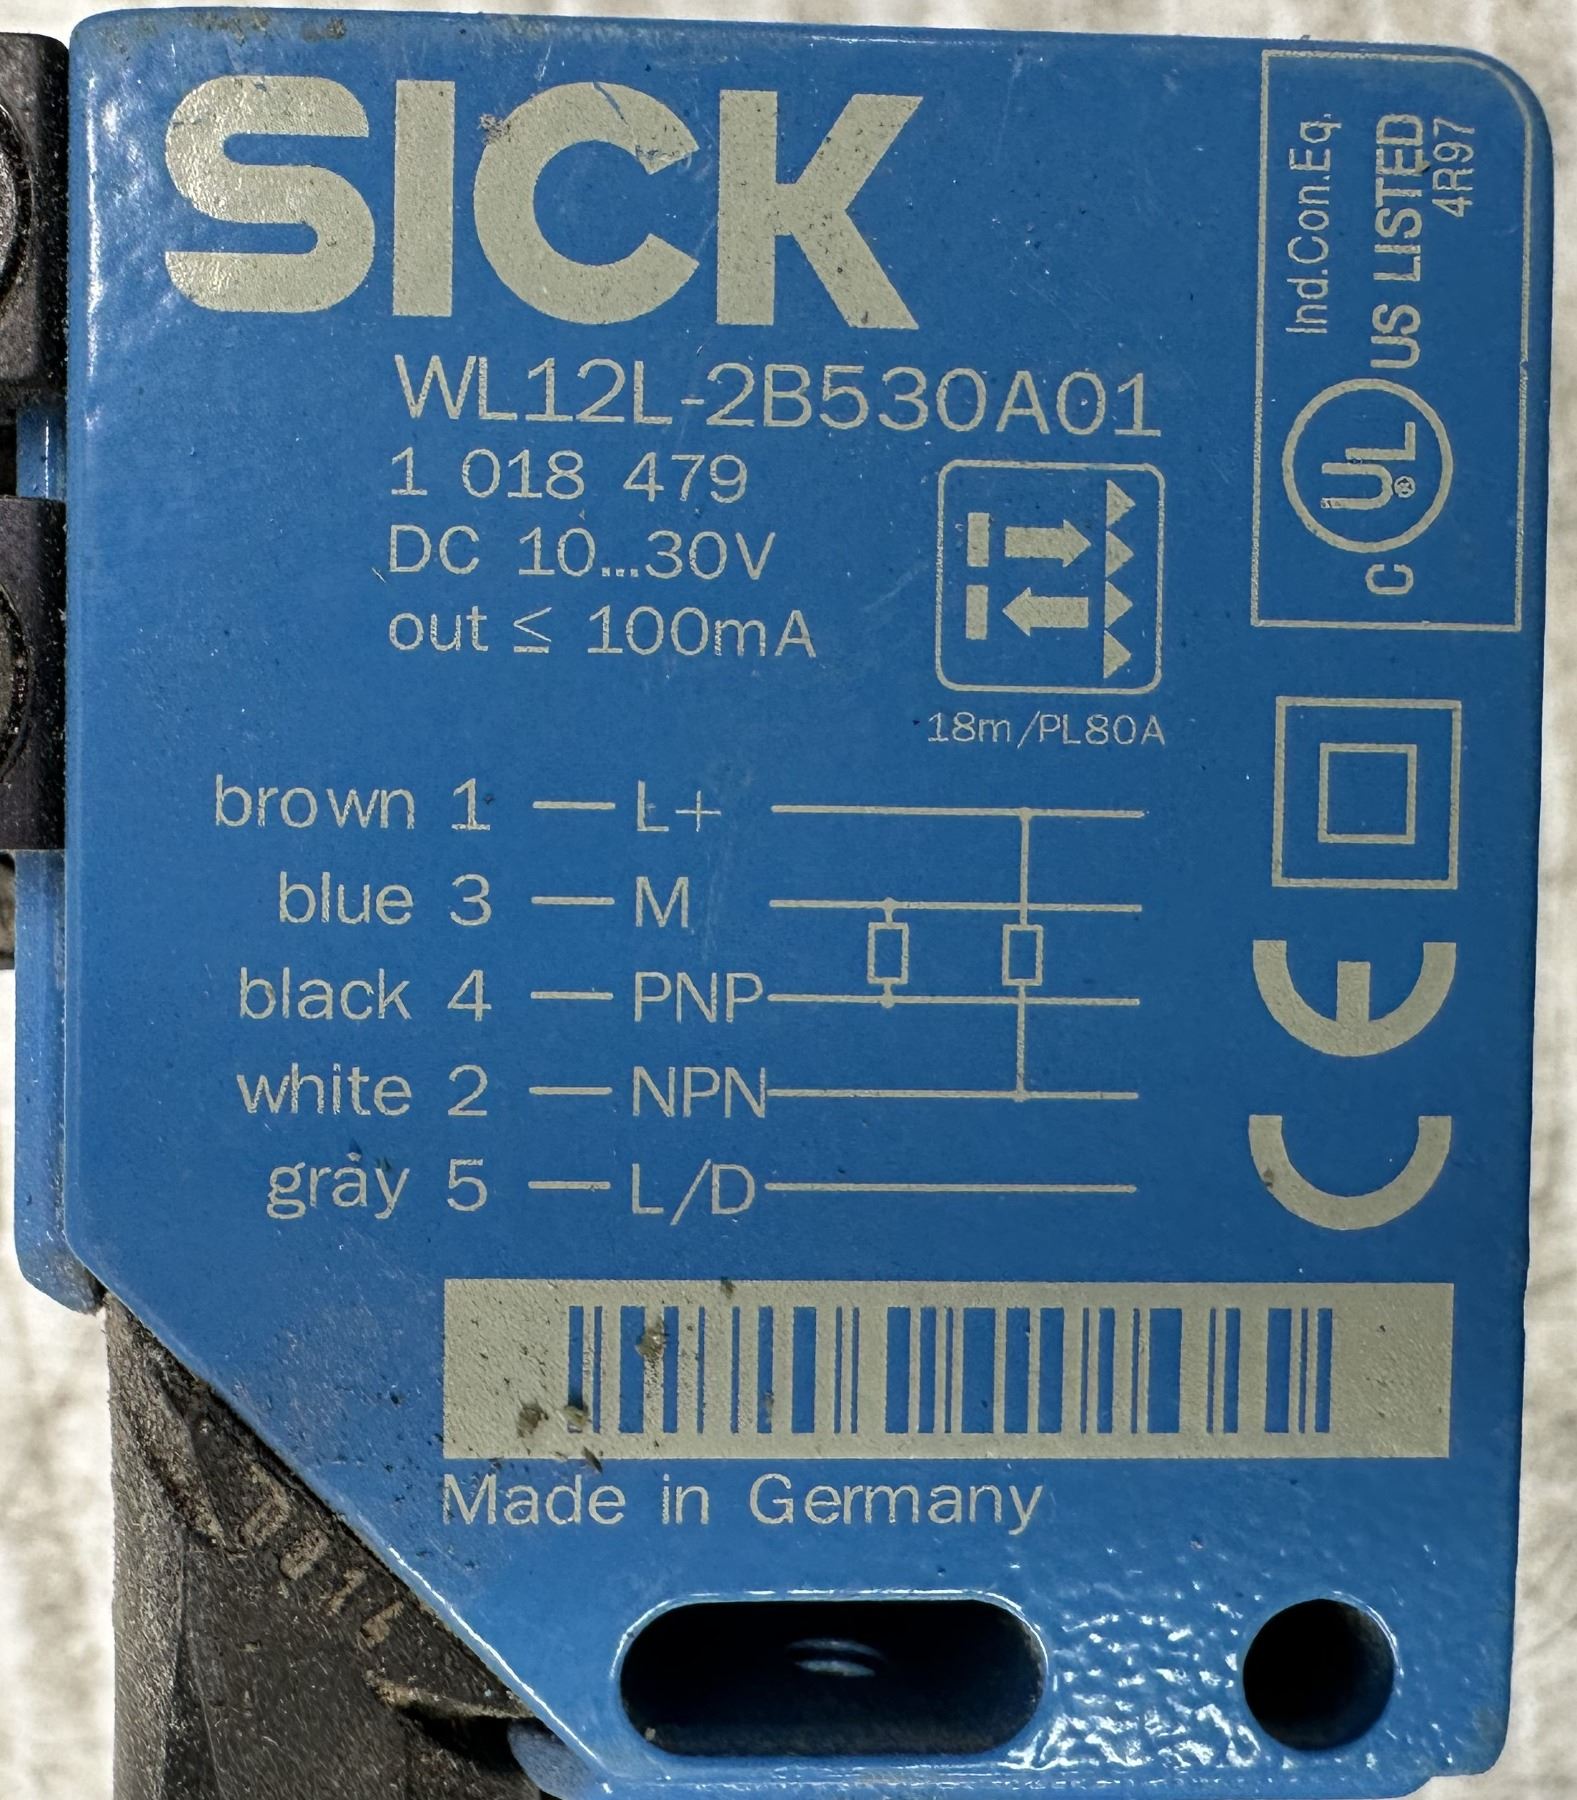 SICK
WL12L-2B530A01
1 018 479
DC 10...30V
out ≤ 100mA
18m/PL80A
brown 1 — L+
blue 3 — M
black 4 — PNP
white 2 — NPN
gray 5 — L/D
Made in Germany
Ind.Con.Eq.
C UL® US LISTED
4R97
CE